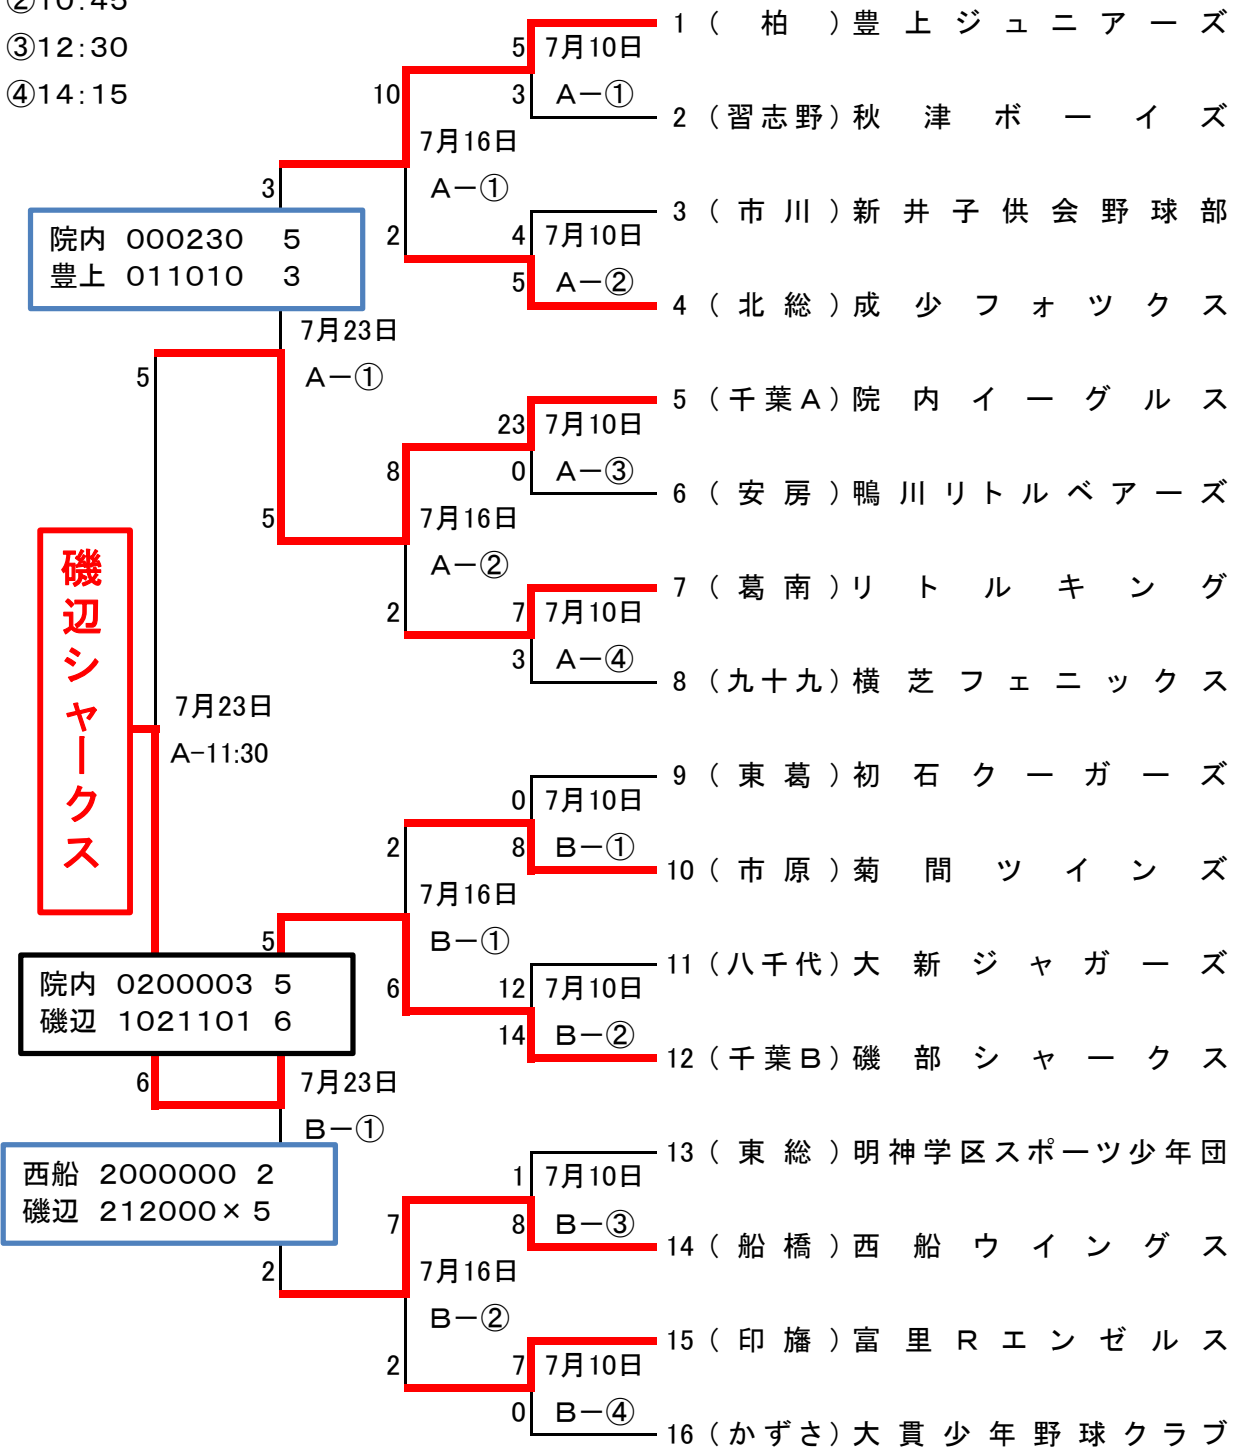 ②10:45
③12:30
④14:15
1 （ 柏 ）豊上ジュニアーズ
5 7月10日
3 A－①
10
2 （習志野）秋津ボーイズ
7月16日
A－①
3
3 （ 市川 ）新井子供会野球部
2
4 7月10日
5 A－②
4 （ 北総 ）成少フォツクス
院内 000230 5
豊上 011010 3
7月23日
A－①
5
5 （千葉A）院内イーグルス
23 7月10日
0 A－③
8
6 （ 安房 ）鴨川リトルベアーズ
5
7月16日
A－②
7 （ 葛南 ）リトルキング
2
7 7月10日
3 A－④
8 （九十九）横芝フェニックス
磯辺シャークス
7月23日
A-11:30
9 （ 東葛 ）初石クーガーズ
0 7月10日
8 B－①
2
10（ 市原 ）菊間ツインズ
7月16日
B－①
5
11（八千代）大新ジャガーズ
6
12 7月10日
14 B－②
12（千葉B）磯部シャークス
院内 0200003 5
磯辺 1021101 6
6
7月23日
B－①
13（ 東総 ）明神学区スポーツ少年団
1 7月10日
8 B－③
西船 2000000 2
磯辺 212000× 5
7
14（ 船橋 ）西船ウイングス
2
7月16日
B－②
15（ 印旛 ）富里Rエンゼルス
2
7 7月10日
0 B－④
16（かずさ）大貫少年野球クラブ